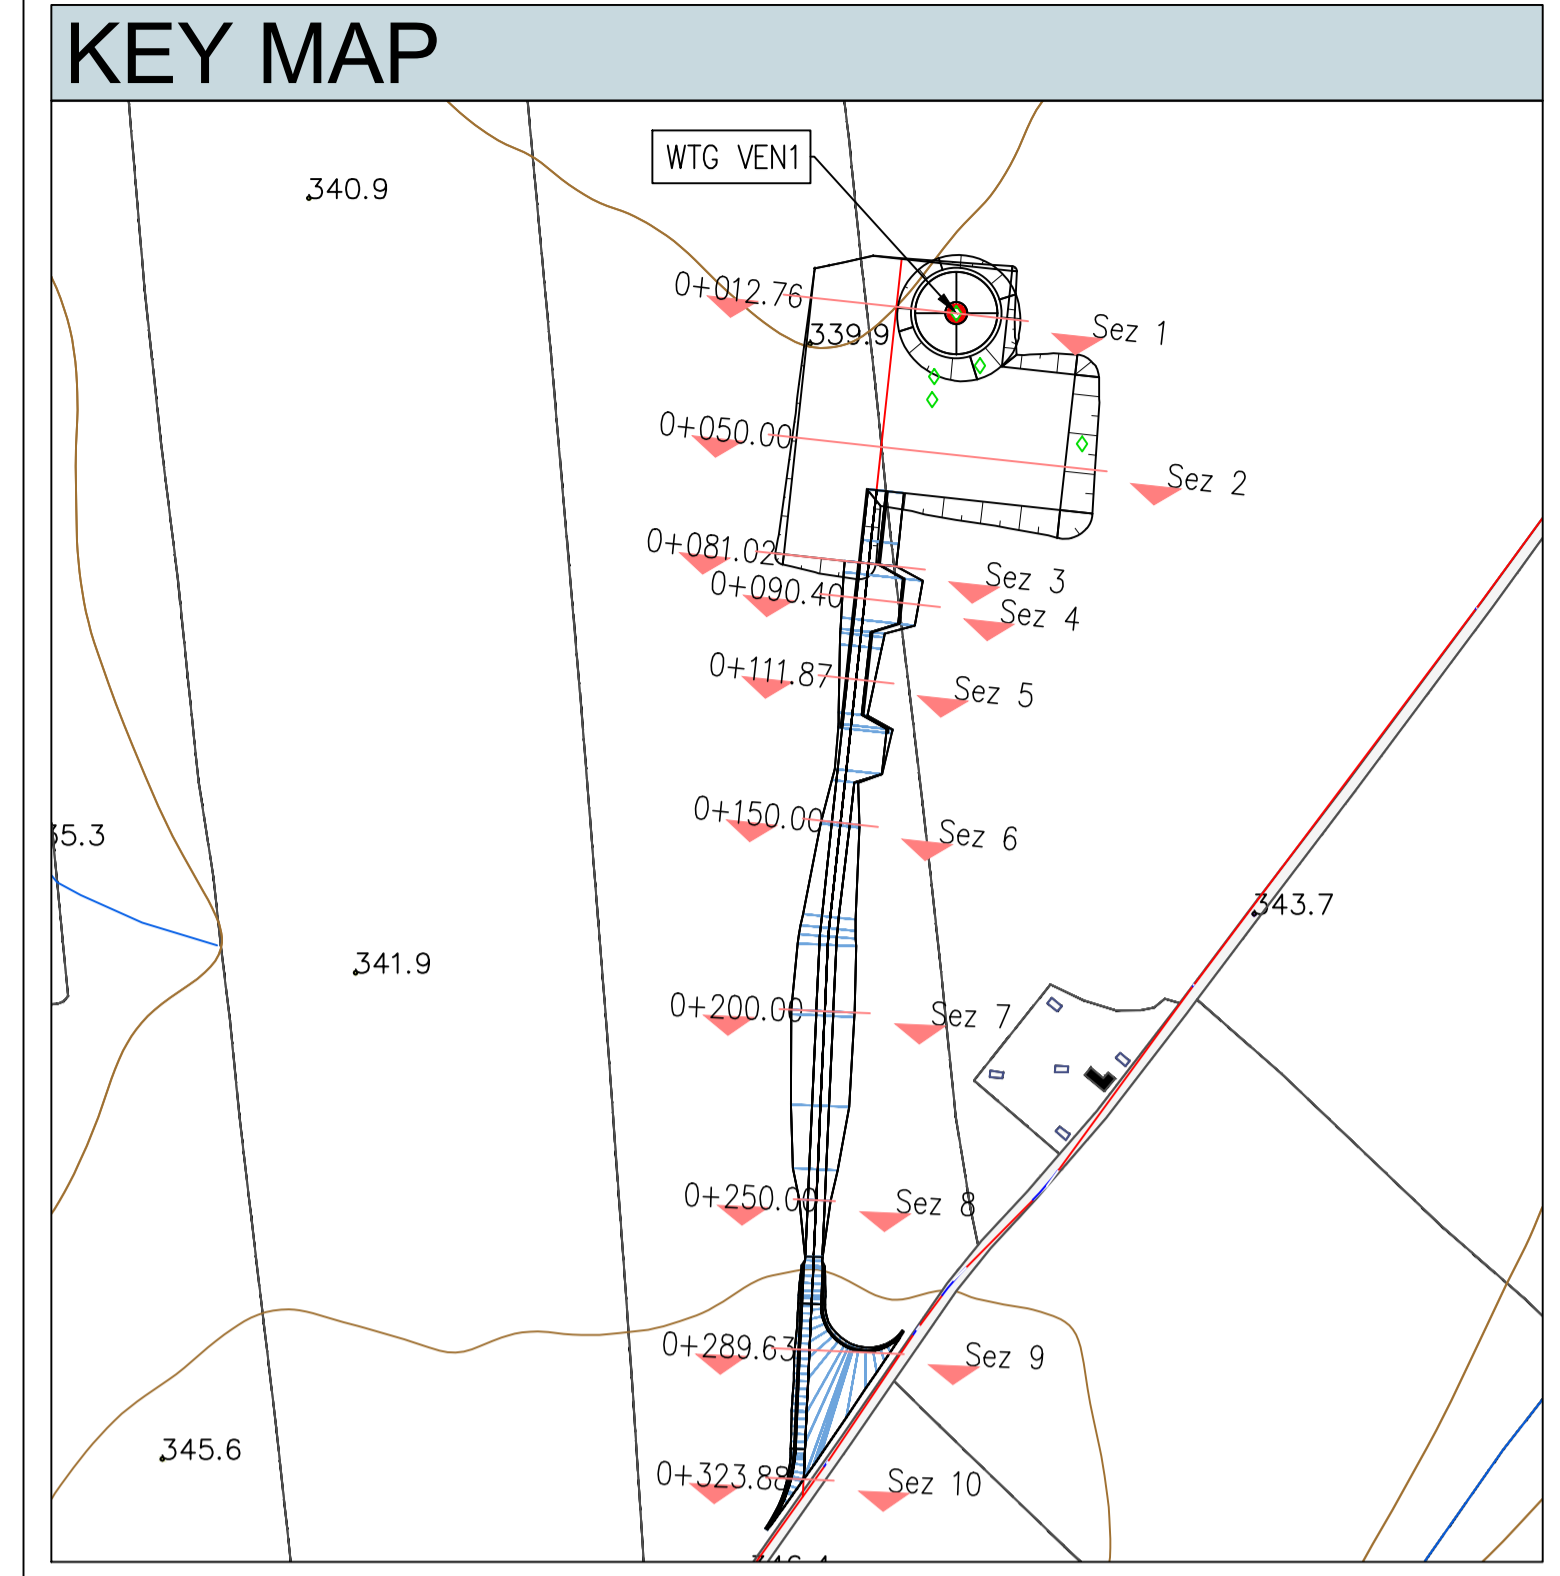 KEY MAP
WTG VEN1
340.9
0+012.76
Sez 1
339.9
0+050.00
Sez 2
0+081.02
Sez 3
0+090.40
Sez 4
0+111.87
Sez 5
0+150.00
Sez 6
35.3
343.7
341.9
0+200.00
Sez 7
0+250.00
Sez 8
0+289.63
Sez 9
345.6
0+323.88
Sez 10